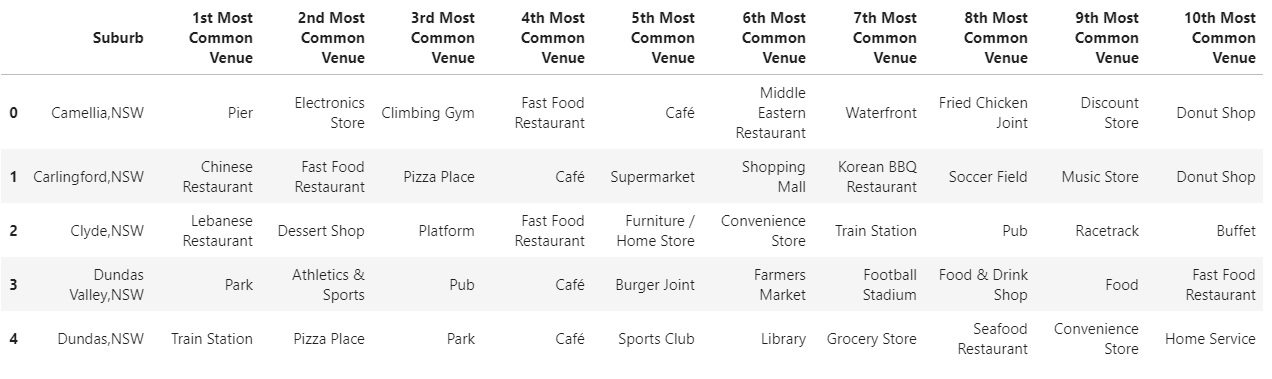 Suburb 1st Most Common Venue 2nd Most Common Venue 3rd Most Common Venue 4th Most Common Venue 5th Most Common Venue 6th Most Common Venue 7th Most Common Venue 8th Most Common Venue 9th Most Common Venue 10th Most Common Venue
0 Camellia,NSW Pier Electronics Store Climbing Gym Fast Food Restaurant Café Middle Eastern Restaurant Waterfront Fried Chicken Joint Discount Store Donut Shop
1 Carlingford,NSW Chinese Restaurant Fast Food Restaurant Pizza Place Café Supermarket Shopping Mall Korean BBQ Restaurant Soccer Field Music Store Donut Shop
2 Clyde,NSW Lebanese Restaurant Dessert Shop Platform Fast Food Restaurant Furniture / Home Store Convenience Store Train Station Pub Racetrack Buffet
3 Dundas Valley,NSW Park Athletics & Sports Pub Café Burger Joint Farmers Market Football Stadium Food & Drink Shop Food Fast Food Restaurant
4 Dundas,NSW Train Station Pizza Place Park Café Sports Club Library Grocery Store Seafood Restaurant Convenience Store Home Service